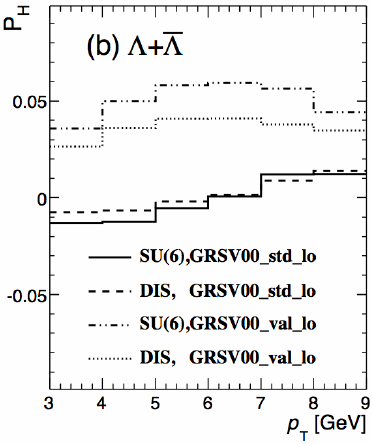 P_H
(b) Λ+Λ̅
0.05
0
-0.05
SU(6),GRSV00_std_lo
DIS, GRSV00_std_lo
SU(6),GRSV00_val_lo
DIS, GRSV00_val_lo
3 4 5 6 7 8 9
p_T [GeV]